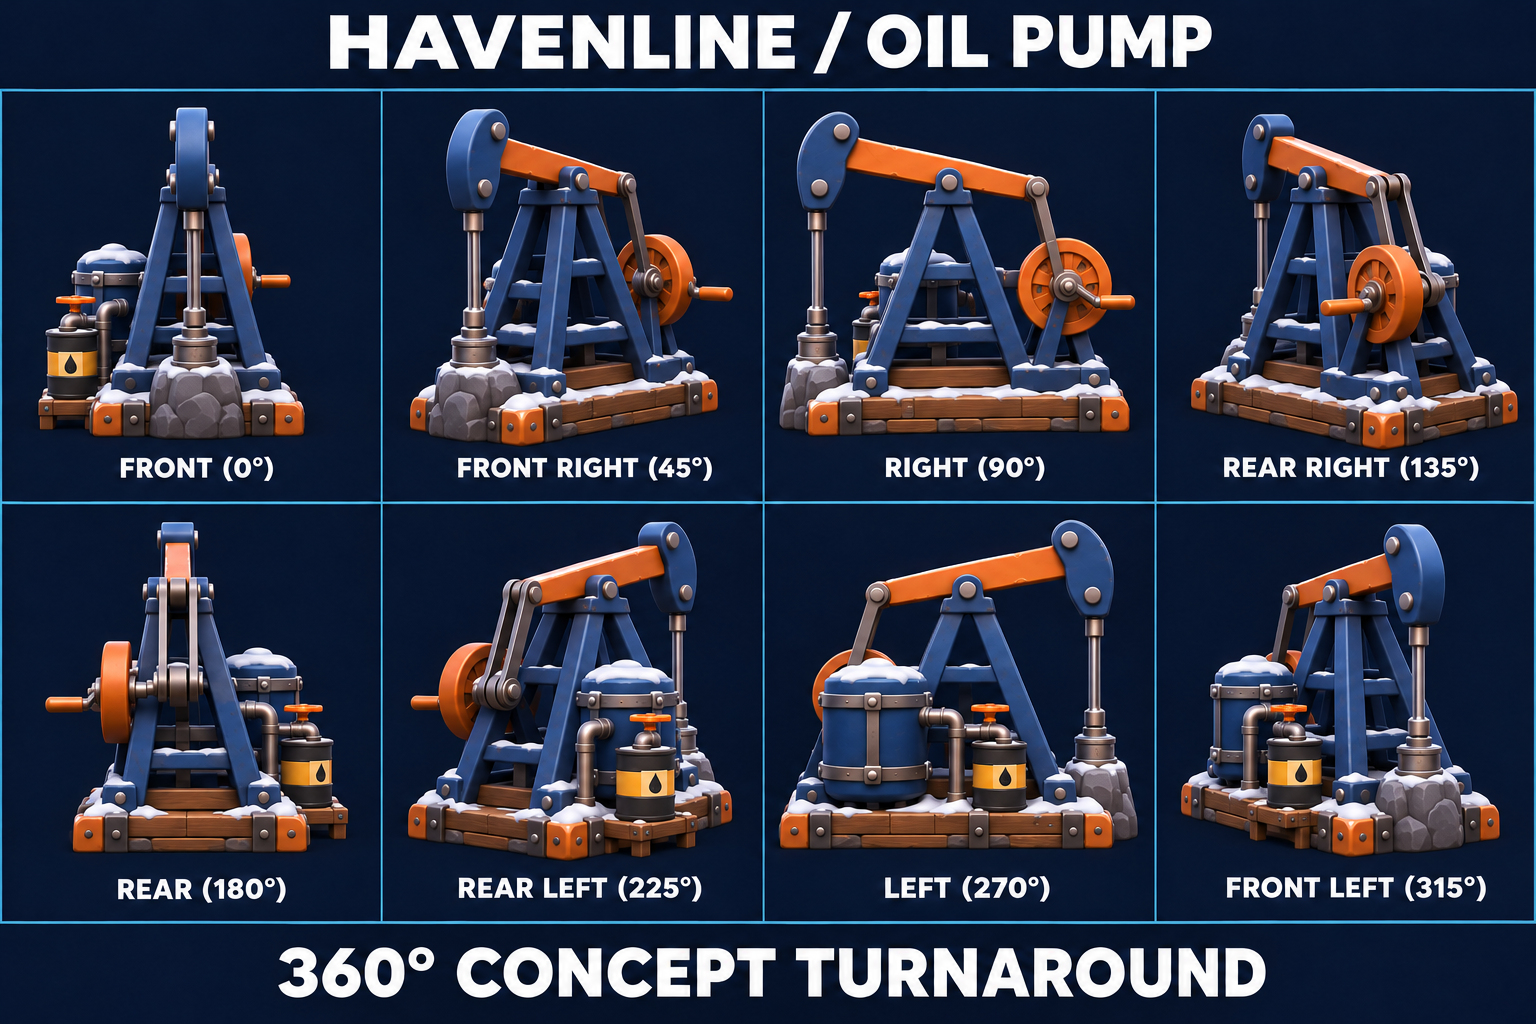 HAVENLINE / OIL PUMP
FRONT (0°)
FRONT RIGHT (45°)
RIGHT (90°)
REAR RIGHT (135°)
REAR (180°)
REAR LEFT (225°)
LEFT (270°)
FRONT LEFT (315°)
360° CONCEPT TURNAROUND